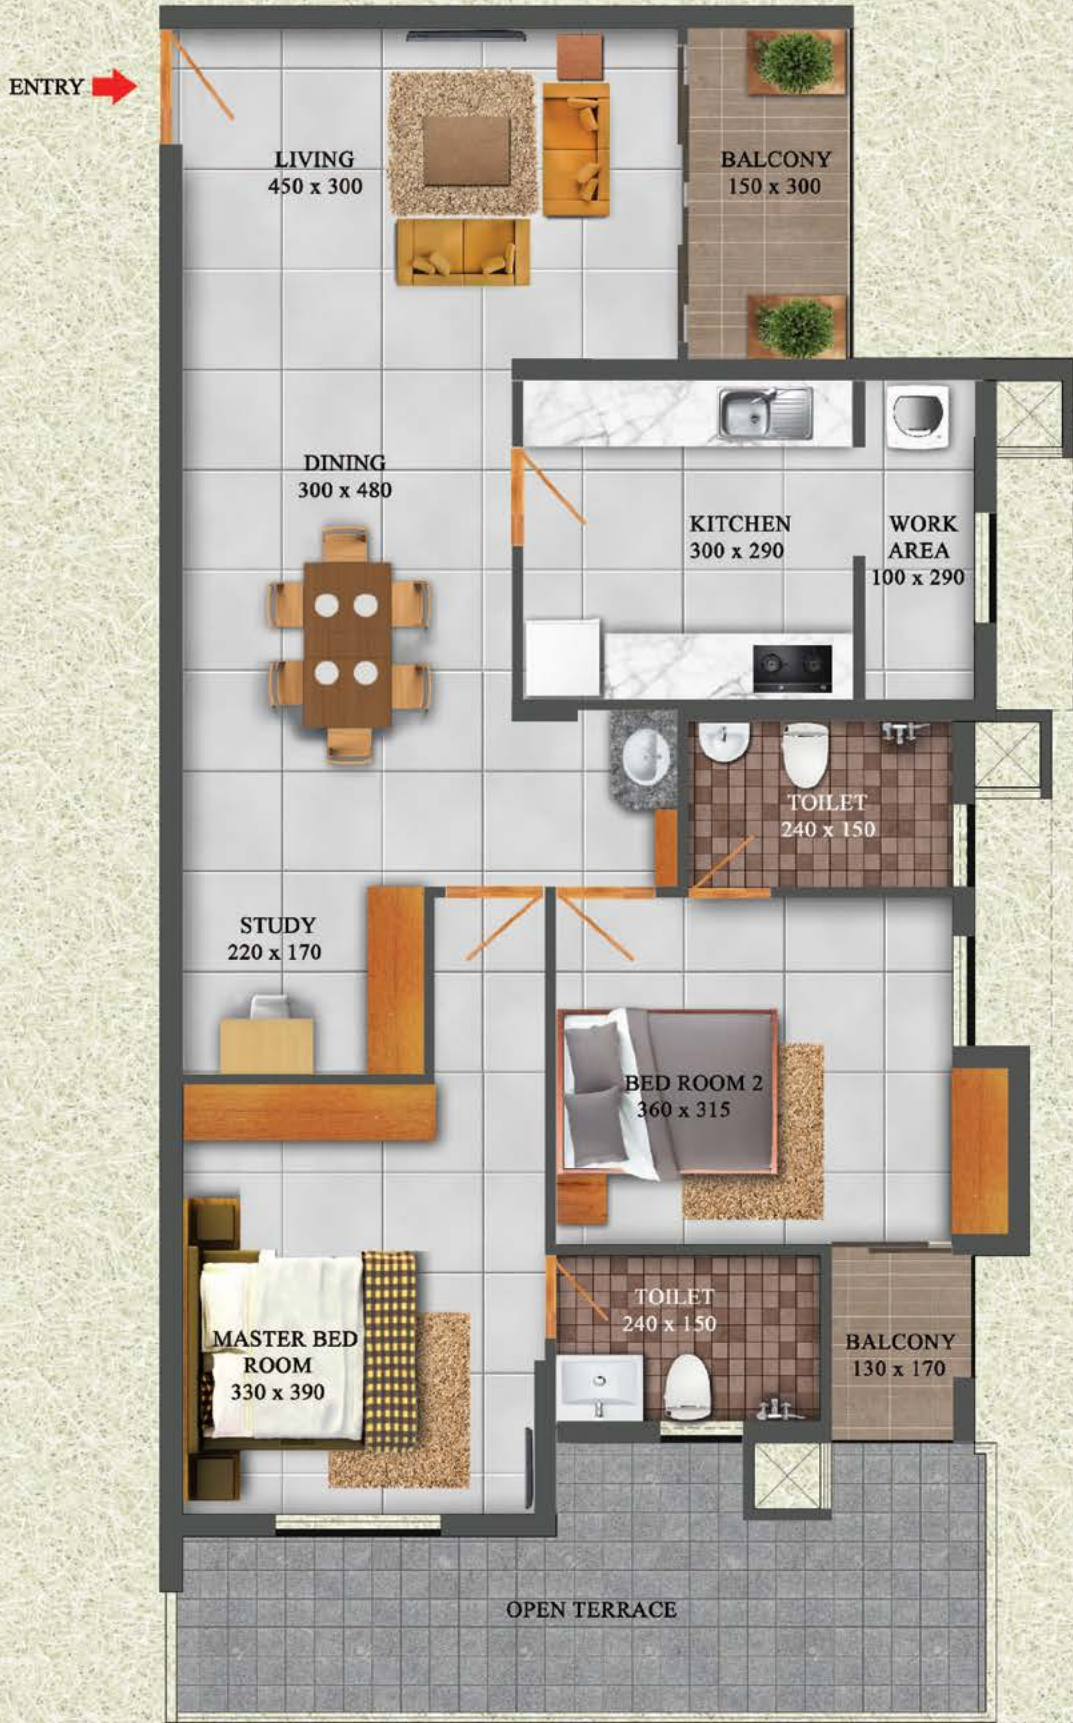 ENTRY
LIVING
450 x 300
BALCONY
150 x 300
DINING
300 x 480
KITCHEN
300 x 290
WORK
AREA
100 x 290
TOILET
240 x 150
STUDY
220 x 170
BED ROOM 2
360 x 315
TOILET
240 x 150
MASTER BED
ROOM
330 x 390
BALCONY
130 x 170
OPEN TERRACE